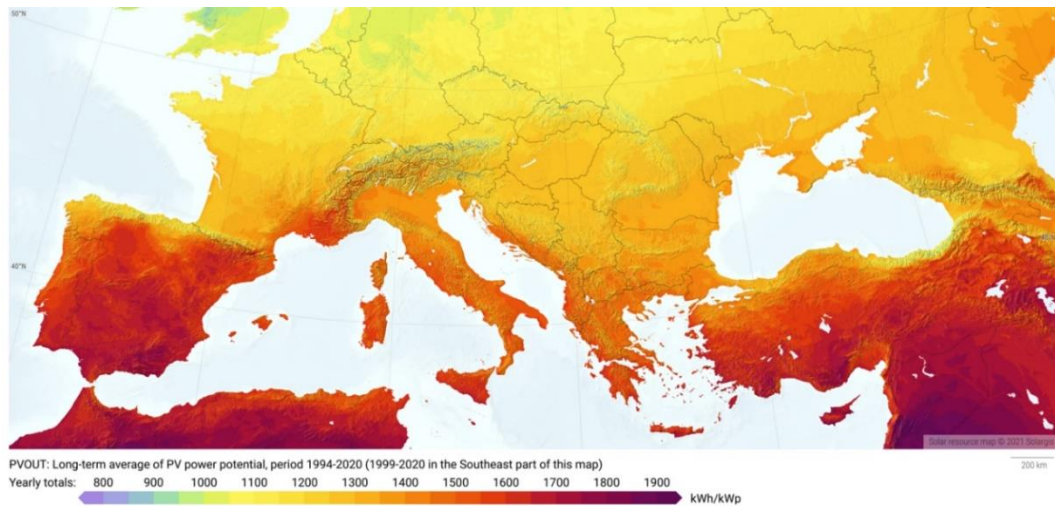 50°N
40°N
Solar resource map © 2021 Solargis
PVOUT: Long-term average of PV power potential, period 1994-2020 (1999-2020 in the Southeast part of this map)
200 km
Yearly totals: 800 900 1000 1100 1200 1300 1400 1500 1600 1700 1800 1900 kWh/kWp